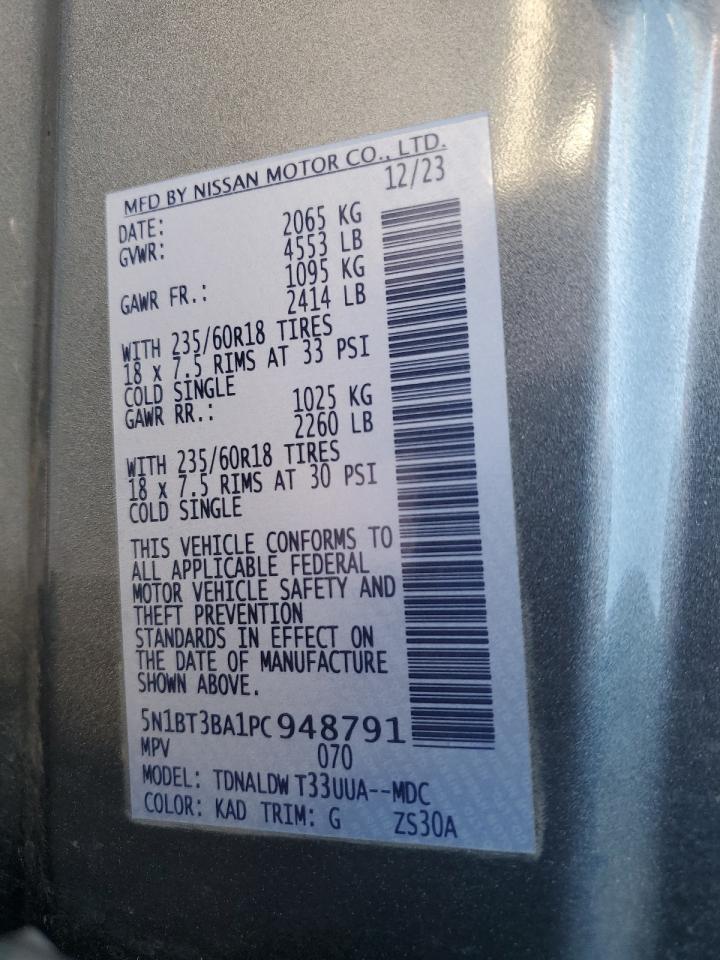 MFD BY NISSAN MOTOR CO., LTD.
DATE: 12/23
GVWR: 2065 KG
4553 LB
GAWR FR.: 1095 KG
2414 LB
WITH 235/60R18 TIRES
18 x 7.5 RIMS AT 33 PSI
COLD SINGLE
GAWR RR.: 1025 KG
2260 LB
WITH 235/60R18 TIRES
18 x 7.5 RIMS AT 30 PSI
COLD SINGLE
THIS VEHICLE CONFORMS TO
ALL APPLICABLE FEDERAL
MOTOR VEHICLE SAFETY AND
THEFT PREVENTION
STANDARDS IN EFFECT ON
THE DATE OF MANUFACTURE
SHOWN ABOVE.
5N1BT3BA1PC948791
MPV 070
MODEL: TDNALDW T33UUA--MDC
COLOR: KAD TRIM: G ZS30A